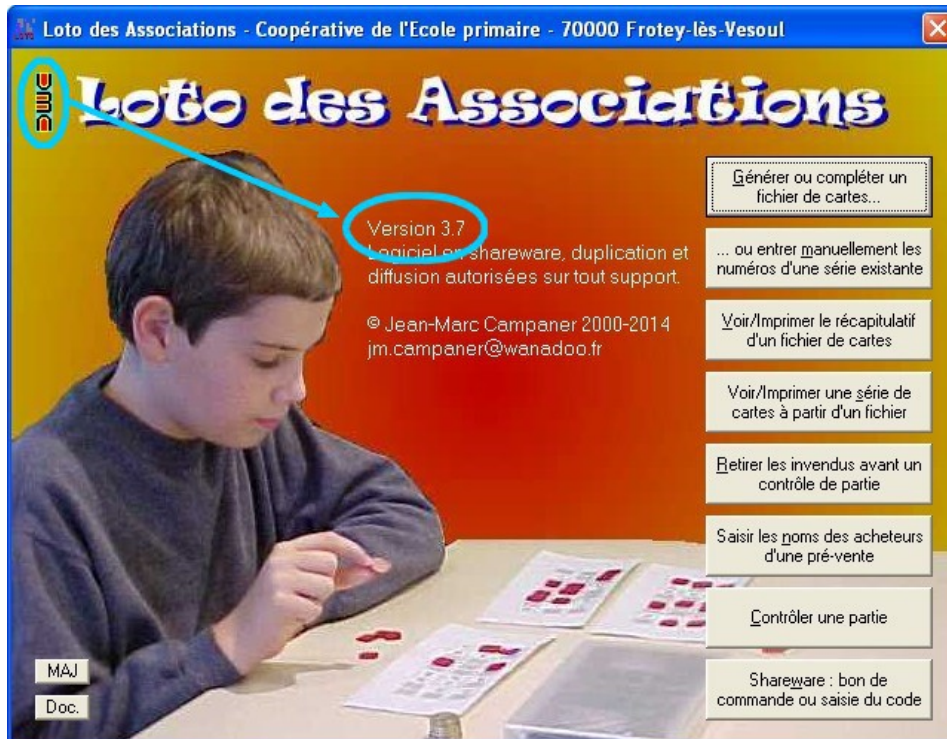 Loto des Associations - Coopérative de l'Ecole primaire - 70000 Frotey-lès-Vesoul
JMC
Loto des Associations
Version 3.7
Logiciel en shareware, duplication et
diffusion autorisées sur tout support.
© Jean-Marc Campaner 2000-2014
jm.campaner@wanadoo.fr
Générer ou compléter un
fichier de cartes...
... ou entrer manuellement les
numéros d'une série existante
Voir/Imprimer le récapitulatif
d'un fichier de cartes
Voir/Imprimer une série de
cartes à partir d'un fichier
Retirer les invendus avant un
contrôle de partie
Saisir les noms des acheteurs
d'une pré-vente
Contrôler une partie
Shareware : bon de
commande ou saisie du code
MAJ
Doc.